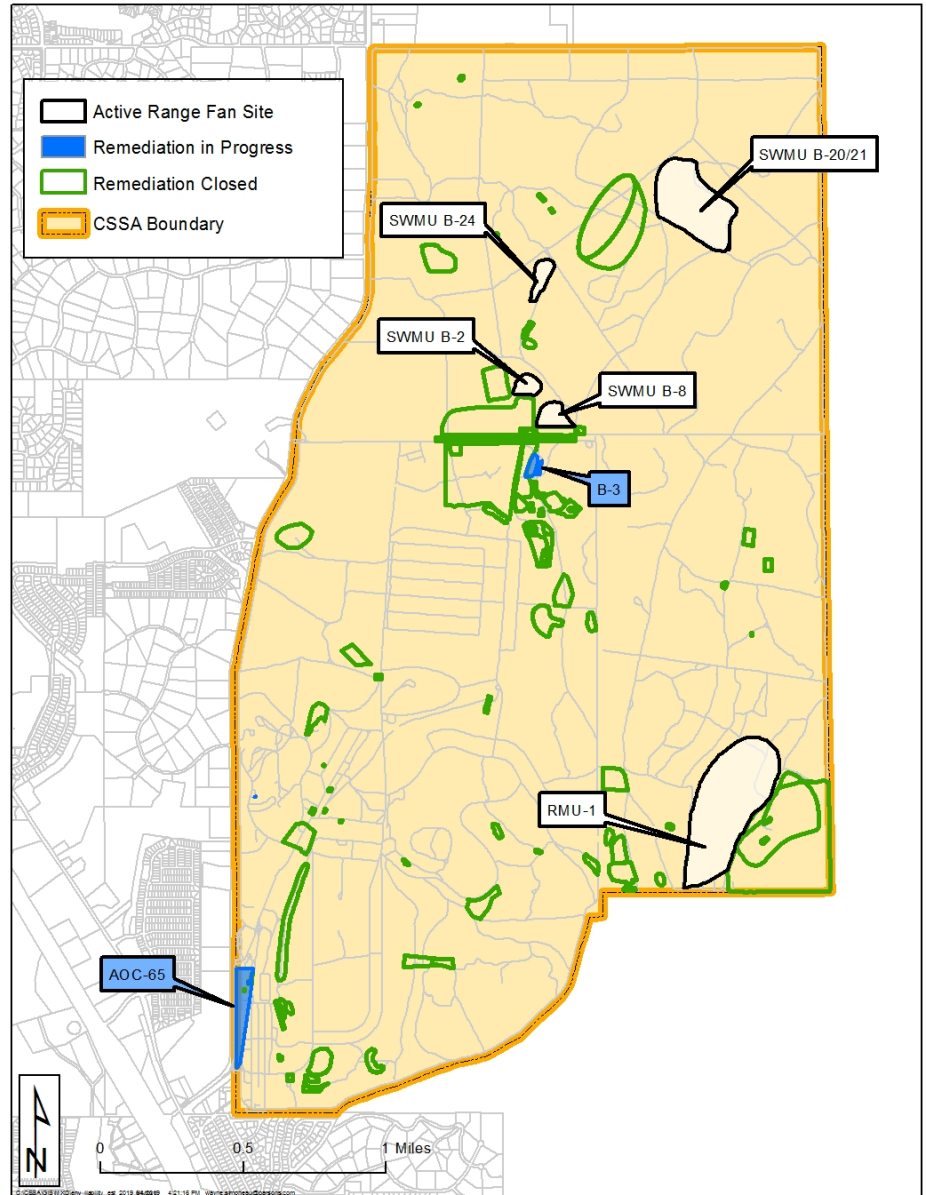 Active Range Fan Site
Remediation in Progress
Remediation Closed
CSSA Boundary
SWMU B-20/21
SWMU B-24
SWMU B-2
SWMU B-8
B-3
RMU-1
AOC-65
N
0 0.5 1 Miles